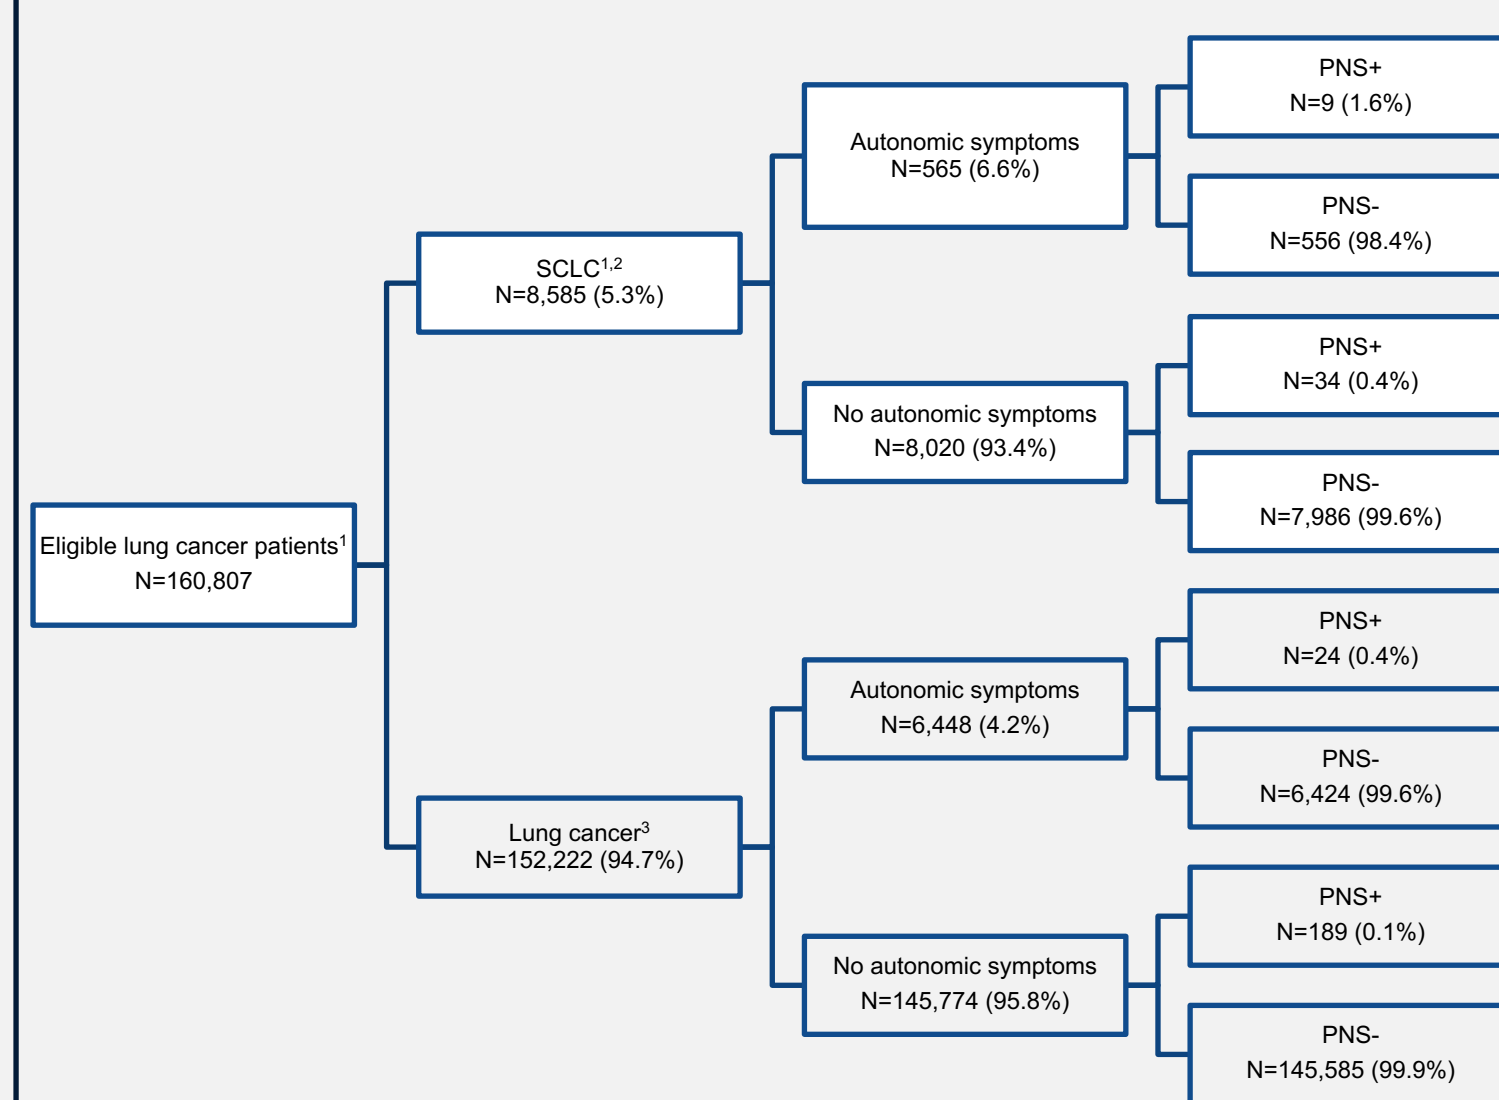 Eligible lung cancer patients¹
N=160,807
SCLC¹,²
N=8,585 (5.3%)
Autonomic symptoms
N=565 (6.6%)
PNS+
N=9 (1.6%)
PNS-
N=556 (98.4%)
No autonomic symptoms
N=8,020 (93.4%)
PNS+
N=34 (0.4%)
PNS-
N=7,986 (99.6%)
Lung cancer³
N=152,222 (94.7%)
Autonomic symptoms
N=6,448 (4.2%)
PNS+
N=24 (0.4%)
PNS-
N=6,424 (99.6%)
No autonomic symptoms
N=145,774 (95.8%)
PNS+
N=189 (0.1%)
PNS-
N=145,585 (99.9%)